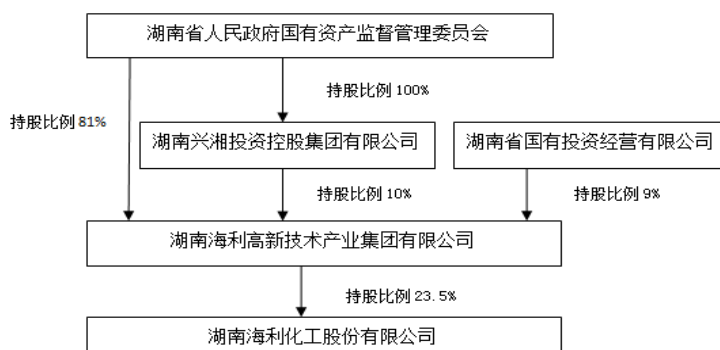 湖南省人民政府国有资产监督管理委员会
持股比例 100%
持股比例 81%
湖南兴湘投资控股集团有限公司
湖南省国有投资经营有限公司
持股比例 10%
持股比例 9%
湖南海利高新技术产业集团有限公司
持股比例 23.5%
湖南海利化工股份有限公司